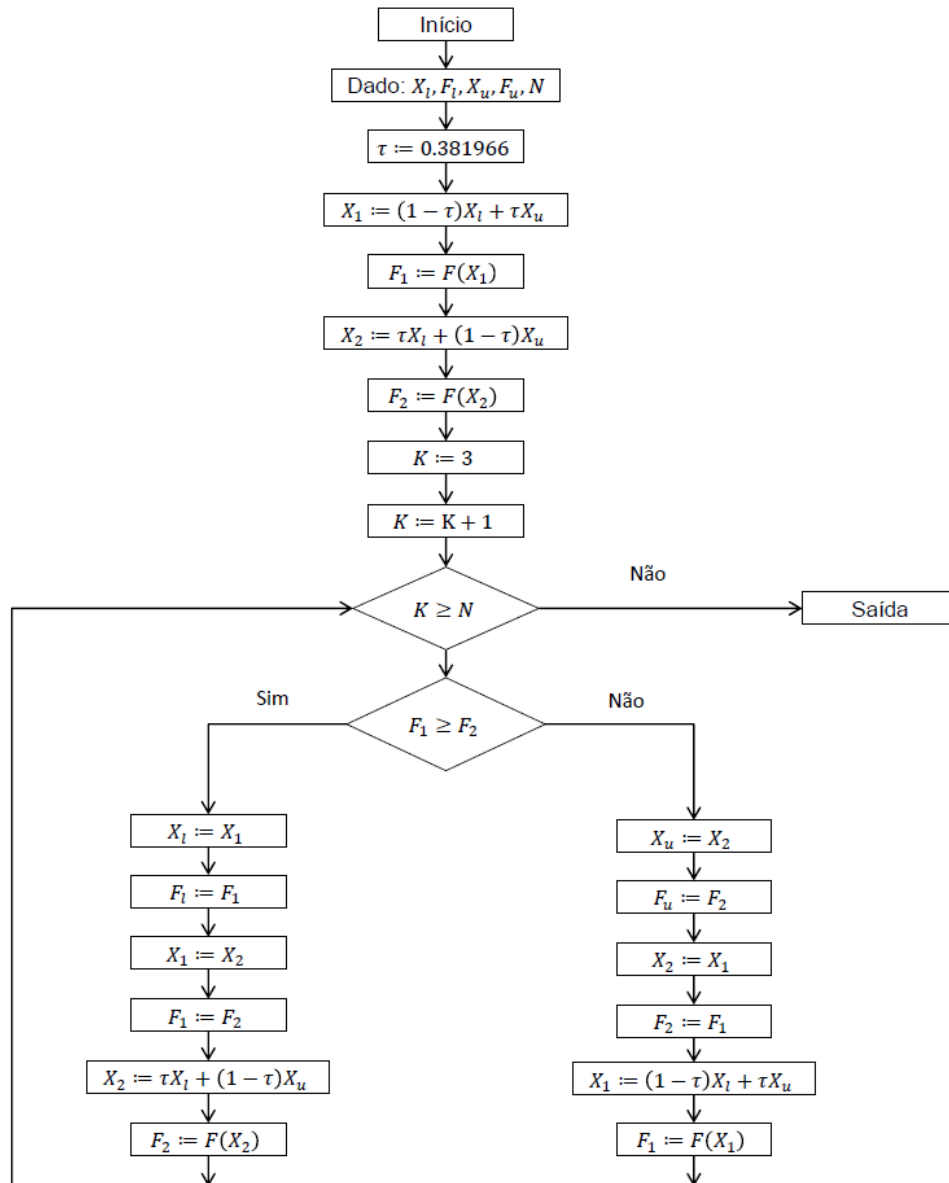 Início
Dado: X_l, F_l, X_u, F_u, N
τ ≔ 0.381966
X_1 ≔ (1 − τ)X_l + τX_u
F_1 ≔ F(X_1)
X_2 ≔ τX_l + (1 − τ)X_u
F_2 ≔ F(X_2)
K ≔ 3
K ≔ K + 1
K ≥ N
Não
Saída
F_1 ≥ F_2
Sim
Não
X_l ≔ X_1
F_l ≔ F_1
X_1 ≔ X_2
F_1 ≔ F_2
X_2 ≔ τX_l + (1 − τ)X_u
F_2 ≔ F(X_2)
X_u ≔ X_2
F_u ≔ F_2
X_2 ≔ X_1
F_2 ≔ F_1
X_1 ≔ (1 − τ)X_l + τX_u
F_1 ≔ F(X_1)